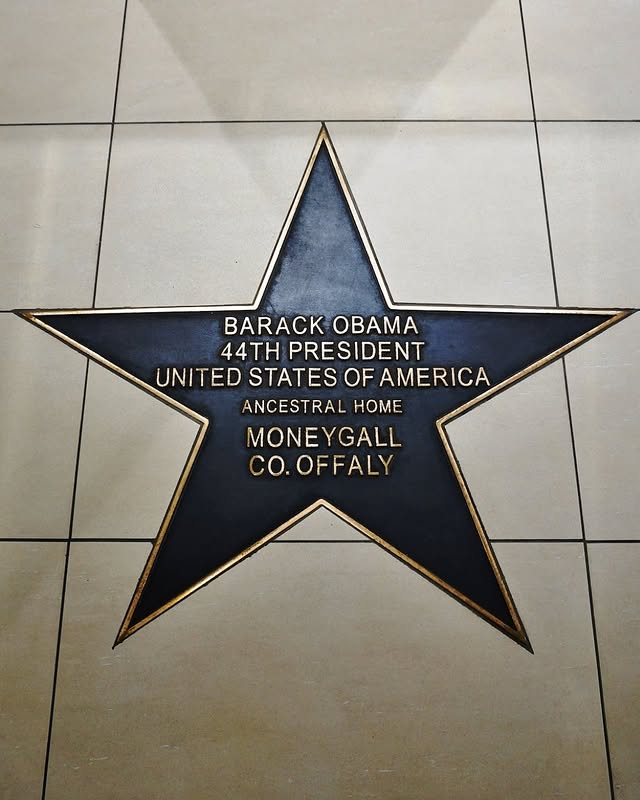 BARACK OBAMA
44TH PRESIDENT
UNITED STATES OF AMERICA
ANCESTRAL HOME
MONEYGALL
CO. OFFALY